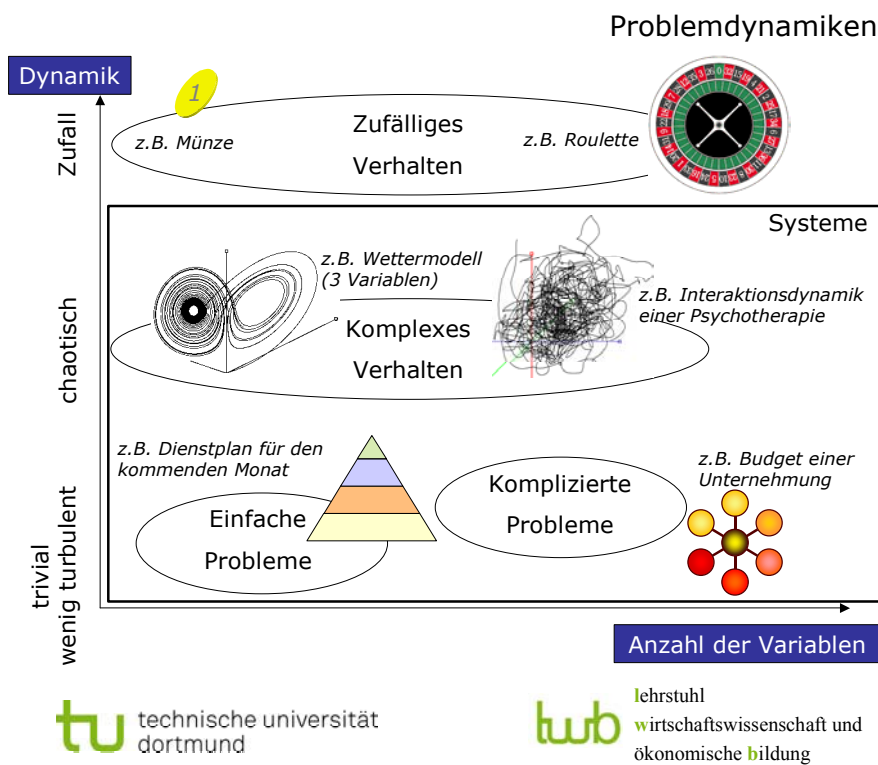 Problemdynamiken
Dynamik
Zufall
1
z.B. Münze
Zufälliges
Verhalten
z.B. Roulette
Systeme
chaotisch
z.B. Wettermodell
(3 Variablen)
Komplexes
Verhalten
z.B. Interaktionsdynamik
einer Psychotherapie
trivial
wenig turbulent
z.B. Dienstplan für den
kommenden Monat
Einfache
Probleme
Komplizierte
Probleme
z.B. Budget einer
Unternehmung
Anzahl der Variablen
tu technische universität
dortmund
lwb
lehrstuhl
wirtschaftswissenschaft und
ökonomische bildung